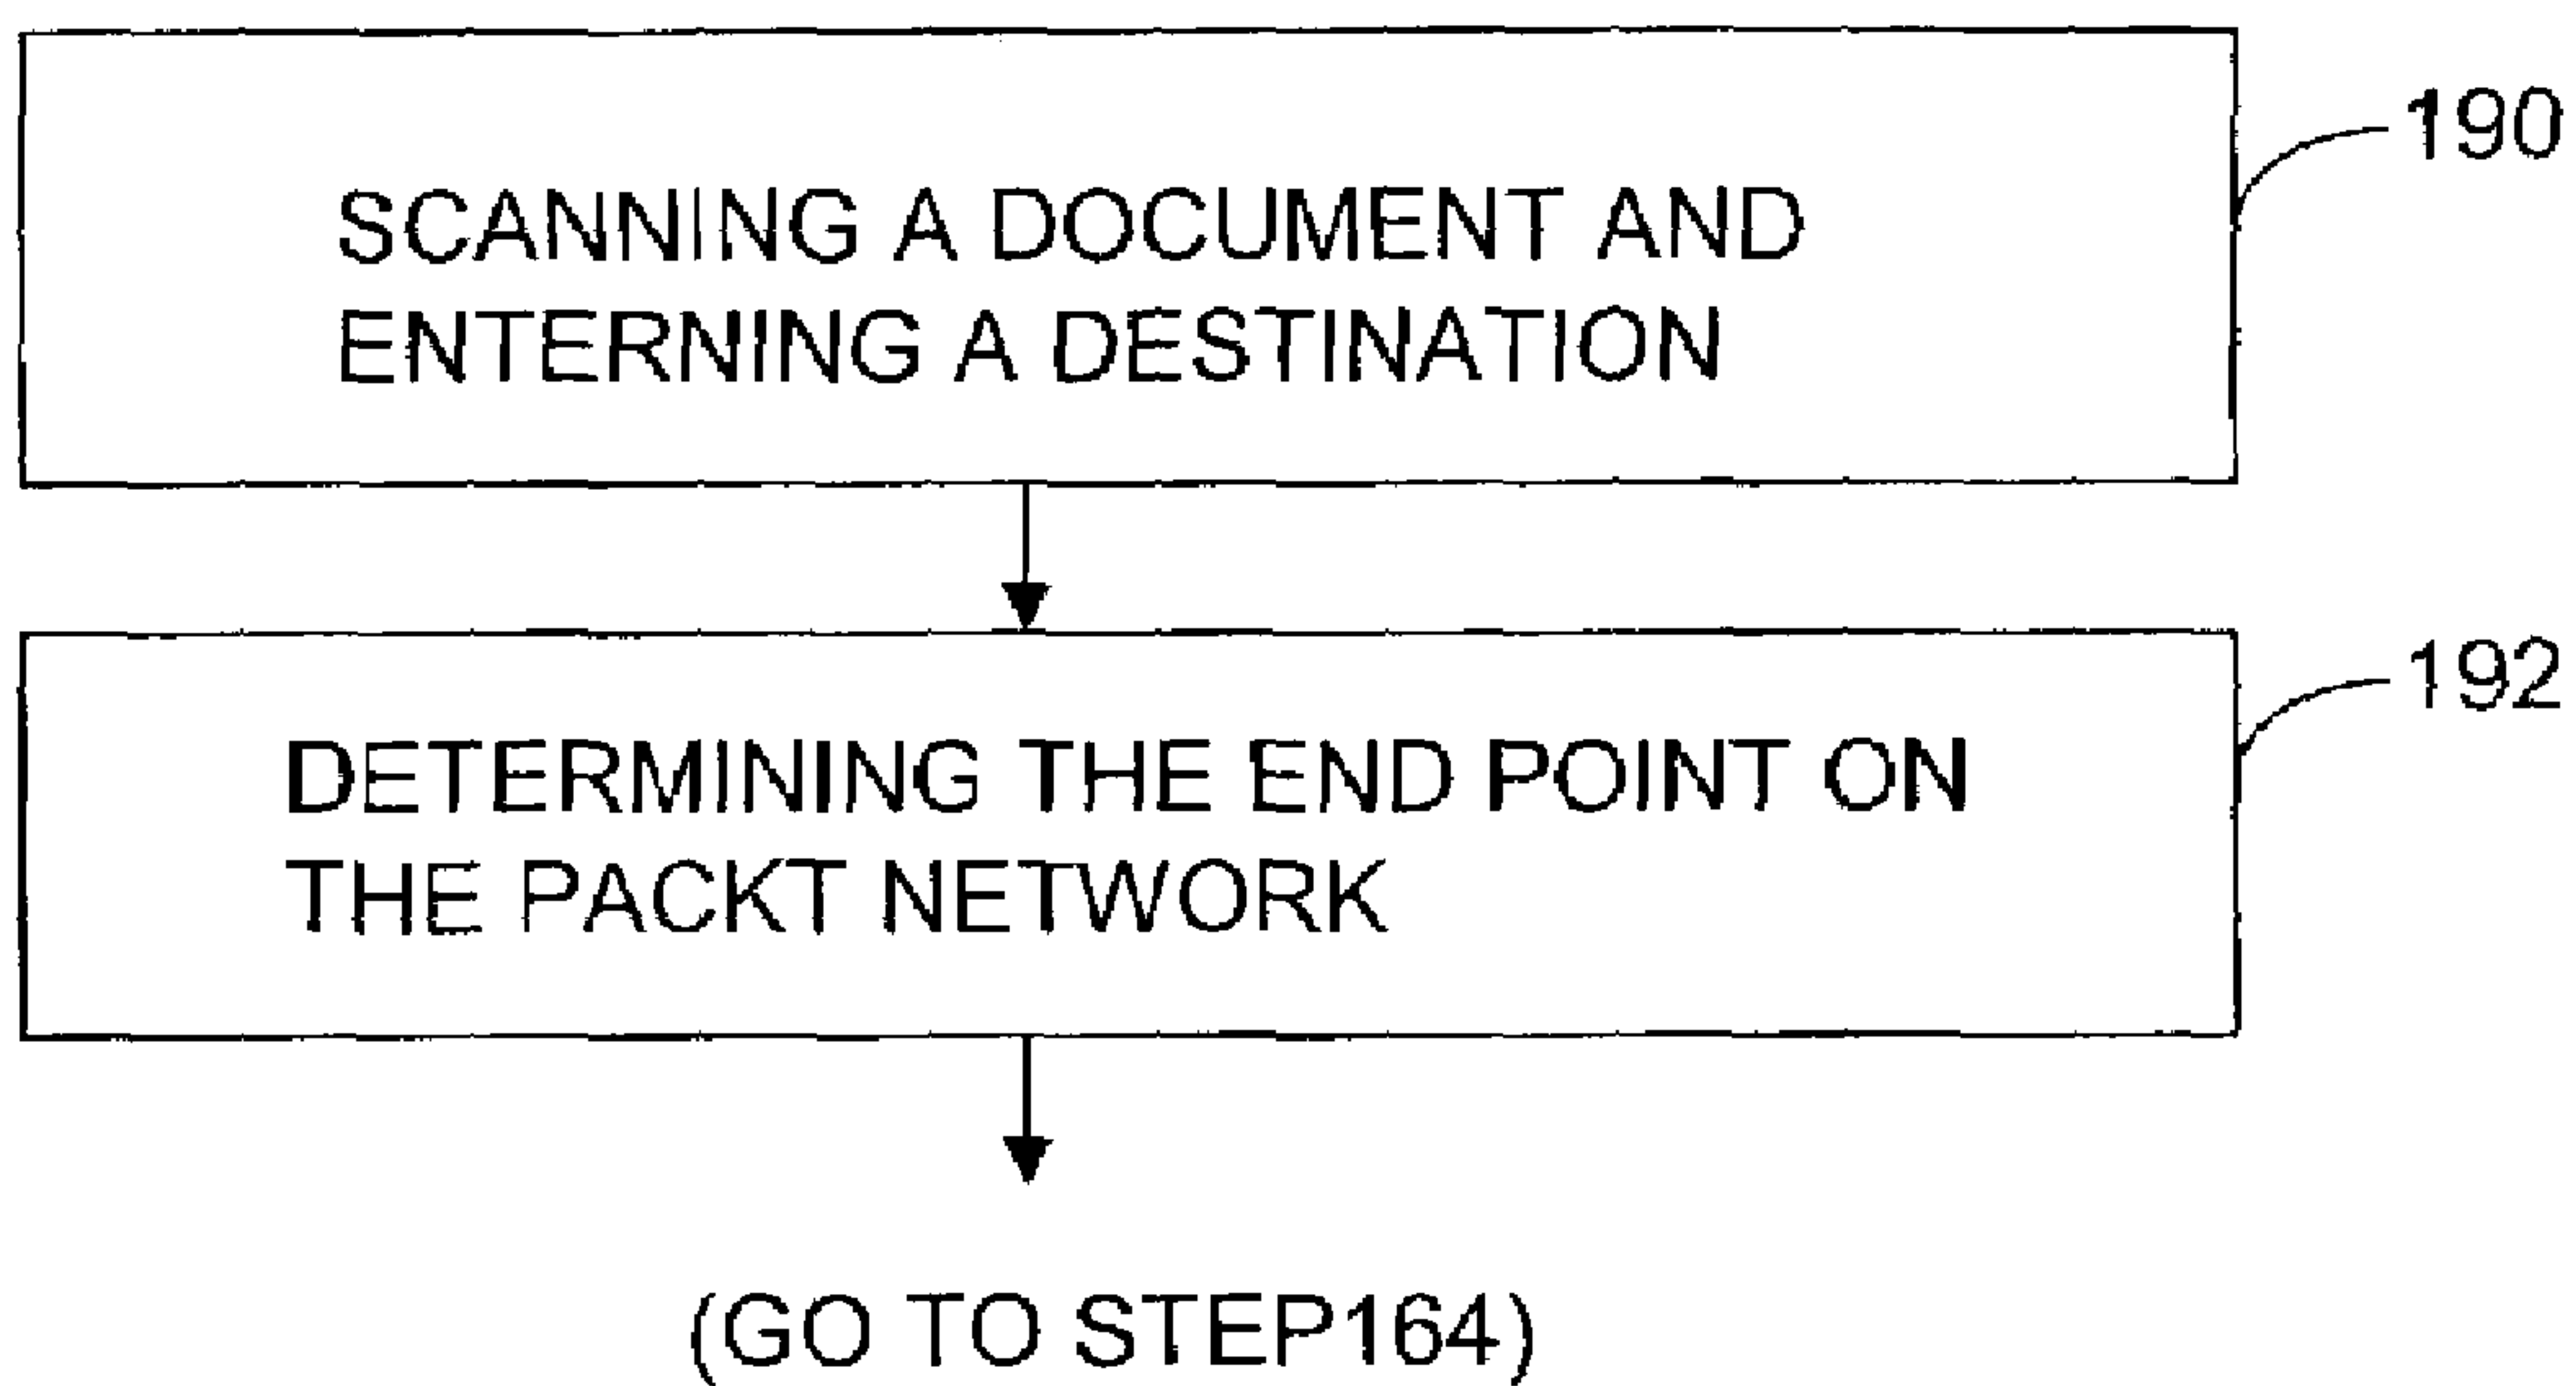 190
SCANNING A DOCUMENT AND
ENTERNING A DESTINATION
192
DETERMINING THE END POINT ON
THE PACKT NETWORK
(GO TO STEP164)